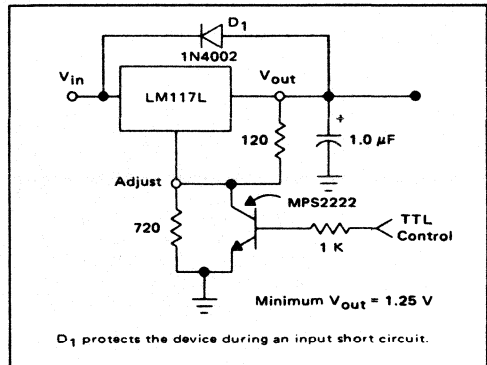 D1
1N4002
Vin
LM117L
Vout
120
+
1.0 µF
Adjust
MPS2222
720
1 K
TTL
Control
Minimum Vout = 1.25 V
D1 protects the device during an input short circuit.